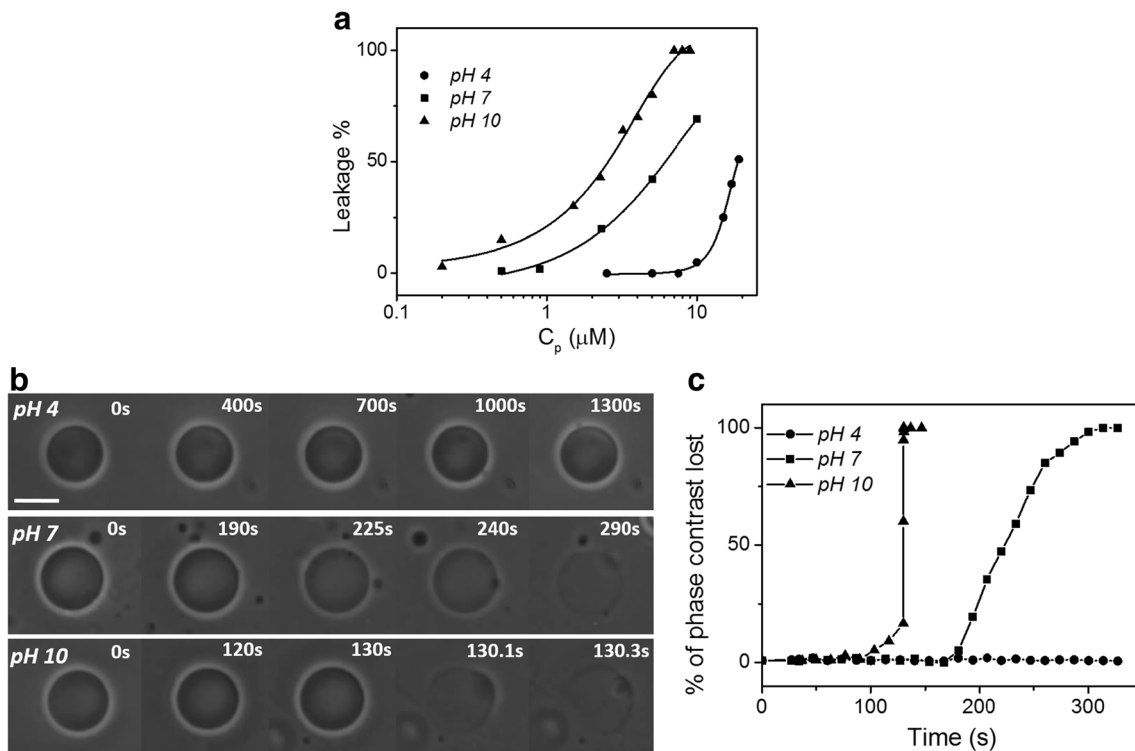 a
100
50
0
Leakage %
pH 4
pH 7
pH 10
0.1
1
10
Cₚ (μM)
b
pH 4 0s 400s 700s 1000s 1300s
pH 7 0s 190s 225s 240s 290s
pH 10 0s 120s 130s 130.1s 130.3s
c
100
50
0
% of phase contrast lost
pH 4
pH 7
pH 10
0 100 200 300
Time (s)